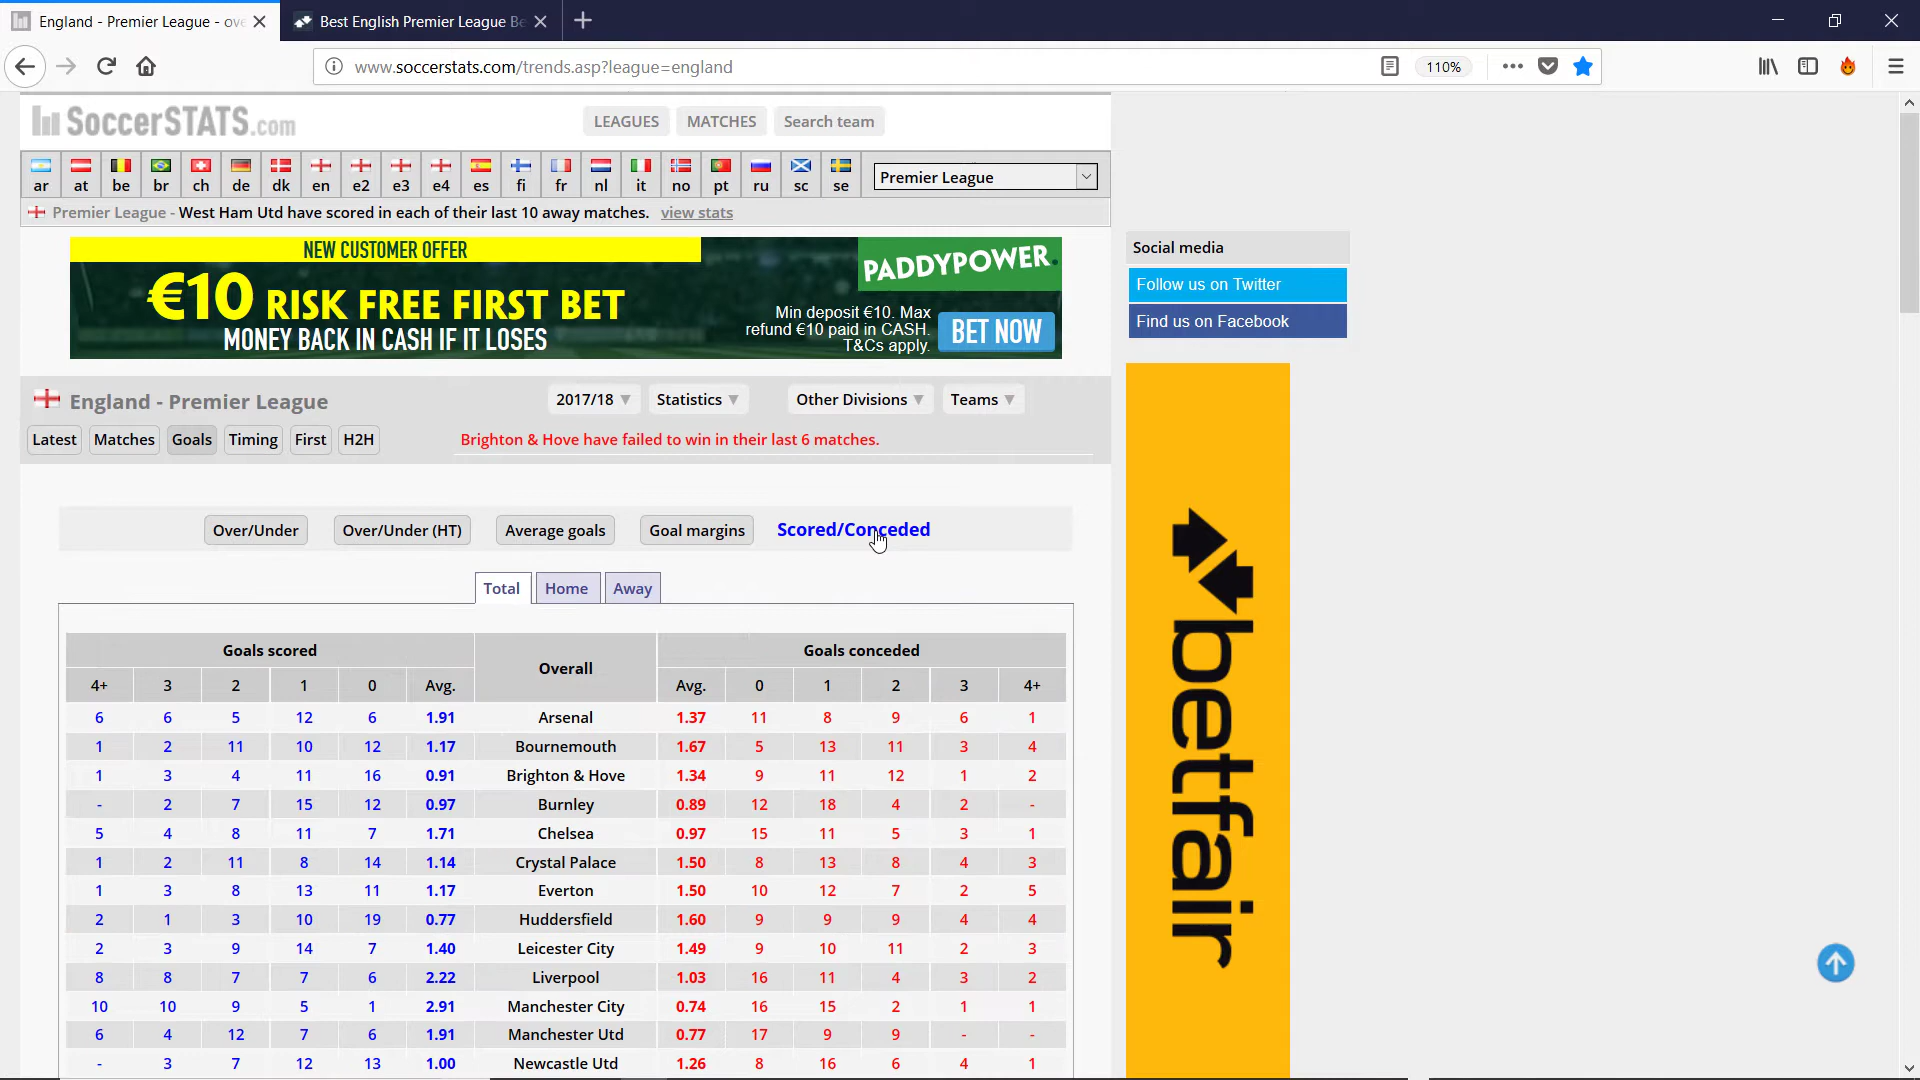 England - Premier League - ov
Best English Premier League Be
www.soccerstats.com/trends.asp?league=england
110%
SoccerSTATS.com
LEAGUES
MATCHES
Search team
ar at be br ch de dk en e2 e3 e4 es fi fr nl it no pt ru sc se
Premier League
Premier League - West Ham Utd have scored in each of their last 10 away matches. view stats
NEW CUSTOMER OFFER
€10 RISK FREE FIRST BET
MONEY BACK IN CASH IF IT LOSES
PADDYPOWER.
Min deposit €10. Max
refund €10 paid in CASH.
T&Cs apply.
BET NOW
Social media
Follow us on Twitter
Find us on Facebook
England - Premier League
2017/18
Statistics
Other Divisions
Teams
Latest
Matches
Goals
Timing
First
H2H
Brighton & Hove have failed to win in their last 6 matches.
Over/Under
Over/Under (HT)
Average goals
Goal margins
Scored/Conceded
Total
Home
Away
Goals scored Overall Goals conceded
4+ 3 2 1 0 Avg. Avg. 0 1 2 3 4+
6 6 5 12 6 1.91 Arsenal 1.37 11 8 9 6 1
1 2 11 10 12 1.17 Bournemouth 1.67 5 13 11 3 4
1 3 4 11 16 0.91 Brighton & Hove 1.34 9 11 12 1 2
- 2 7 15 12 0.97 Burnley 0.89 12 18 4 2 -
5 4 8 11 7 1.71 Chelsea 0.97 15 11 5 3 1
1 2 11 8 14 1.14 Crystal Palace 1.50 8 13 8 4 3
1 3 8 13 11 1.17 Everton 1.50 10 12 7 2 5
2 1 3 10 19 0.77 Huddersfield 1.60 9 9 9 4 4
2 3 9 14 7 1.40 Leicester City 1.49 9 10 11 2 3
8 8 7 7 6 2.22 Liverpool 1.03 16 11 4 3 2
10 10 9 5 1 2.91 Manchester City 0.74 16 15 2 1 1
6 4 12 7 6 1.91 Manchester Utd 0.77 17 9 9 - -
- 3 7 12 13 1.00 Newcastle Utd 1.26 8 16 6 4 1
betfair